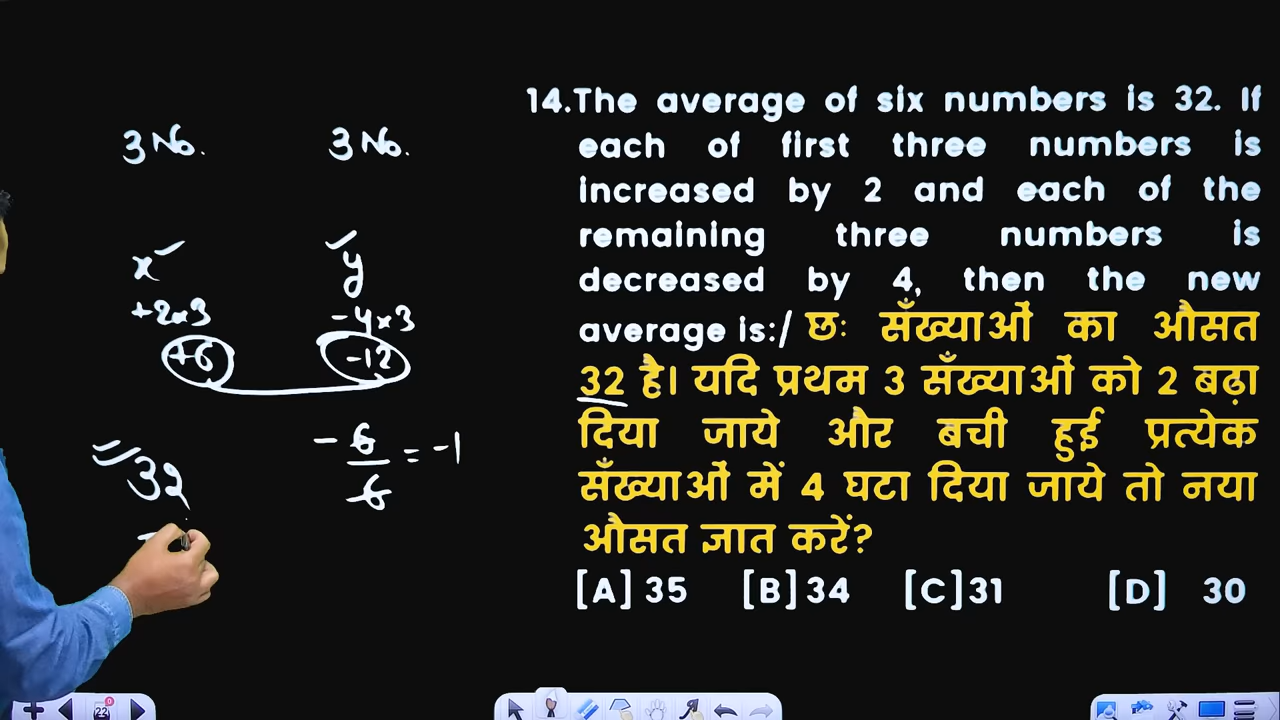 3 No. 3 No.
x y
+2×3 -4×3
+6 -12
- 6/6 = -1
32
-
14.The average of six numbers is 32. If
each of first three numbers is
increased by 2 and each of the
remaining three numbers is
decreased by 4, then the new
average is:/ छः सँख्याओं का औसत
32 है। यदि प्रथम 3 सँख्याओं को 2 बढ़ा
दिया जाये और बची हुई प्रत्येक
सँख्याओं में 4 घटा दिया जाये तो नया
औसत ज्ञात करें?
[A] 35 [B] 34 [C]31 [D] 30
22